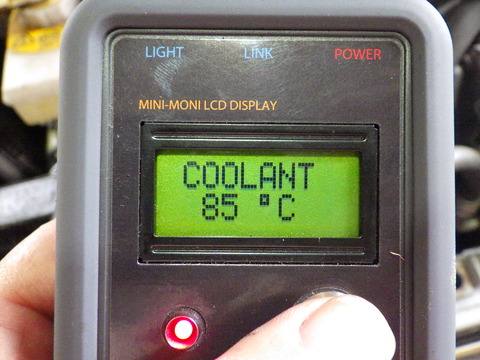 LIGHT LINK POWER
MINI-MONI LCD DISPLAY
COOLANT
85 °C